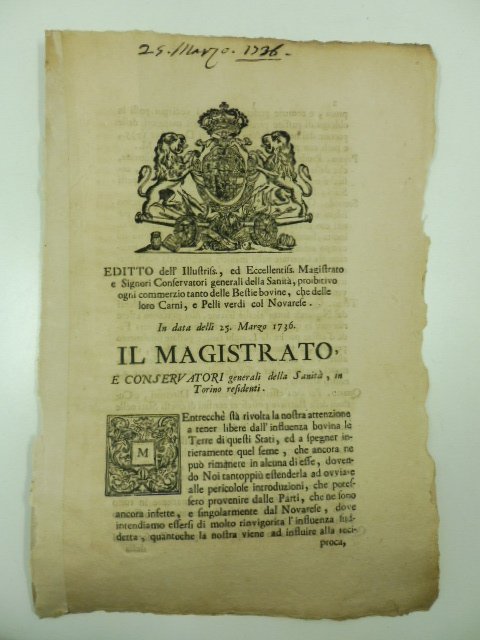 25. Marzo. 1736.
EDITTO dell' Illustriss., ed Eccellentiss. Magistrato
e Signori Conservatori generali della Sanità, proibitivo
ogni commerzio tanto delle Bestie bovine, che delle
loro Carni, e Pelli verdi col Novarese.
In data delli 25. Marzo 1736.
IL MAGISTRATO,
E CONSERVATORI generali della Sanità, in
Torino residenti.
MEntrecchè stà rivolta la nostra attenzione
a tener libere dall' influenza bovina le
Terre di questi Stati, ed a spegner in-
tieramente quel seme, che ancora ne
può rimanere in alcuna di esse, doven-
do Noi tantoppiù estenderla ad ovviare
alle pericolose introduzioni, che potes-
sero provenire dalle Parti, che ne sono
ancora infette, e singolarmente dal Novarese, dove
intendiamo essersi di molto rinvigorita l' influenza sud-
detta, quantoche la nostra viene ad influire alla reci-
proca,